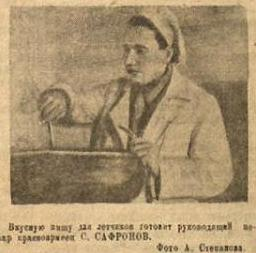 Вкусную пищу для летчиков готовит руководящий по-
вар красноармеец С. САФРОНОВ.
Фото А. Степанова.